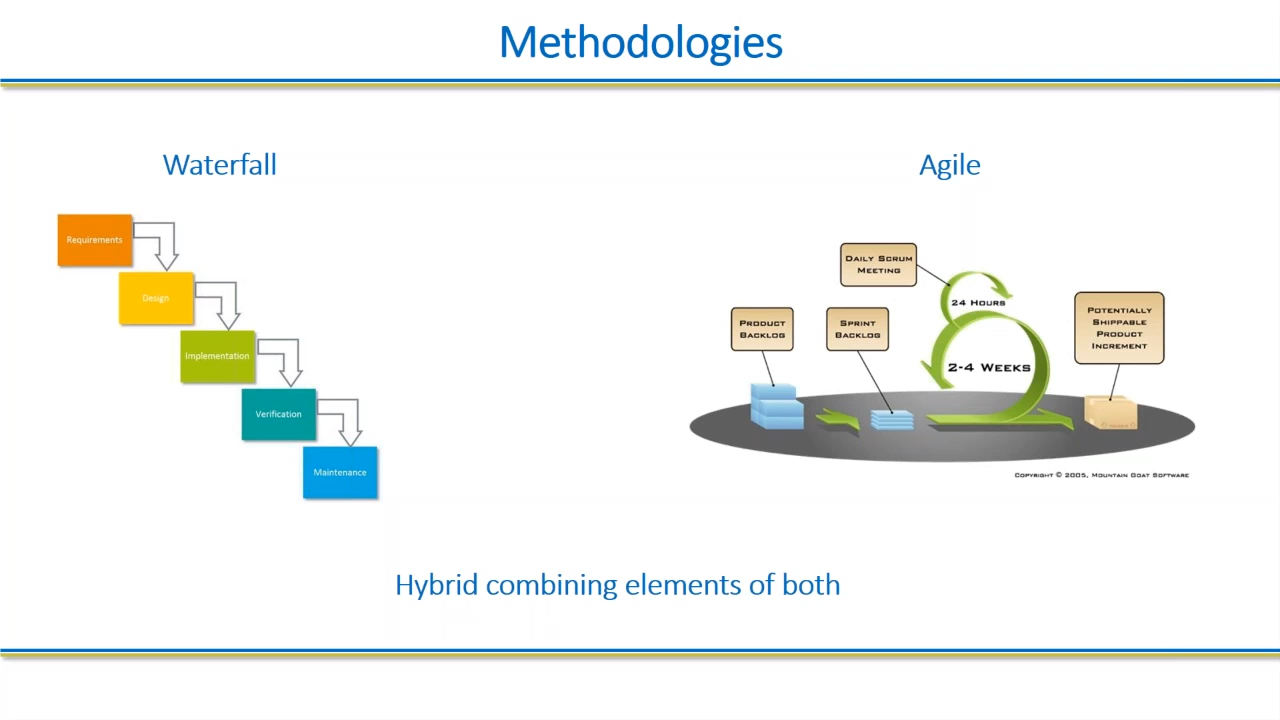 Methodologies
Waterfall
Requirements
Design
Implementation
Verification
Maintenance
Agile
DAILY SCRUM
MEETING
24 HOURS
PRODUCT
BACKLOG
SPRINT
BACKLOG
POTENTIALLY
SHIPPABLE
PRODUCT
INCREMENT
2-4 WEEKS
COPYRIGHT © 2005, MOUNTAIN GOAT SOFTWARE
Hybrid combining elements of both